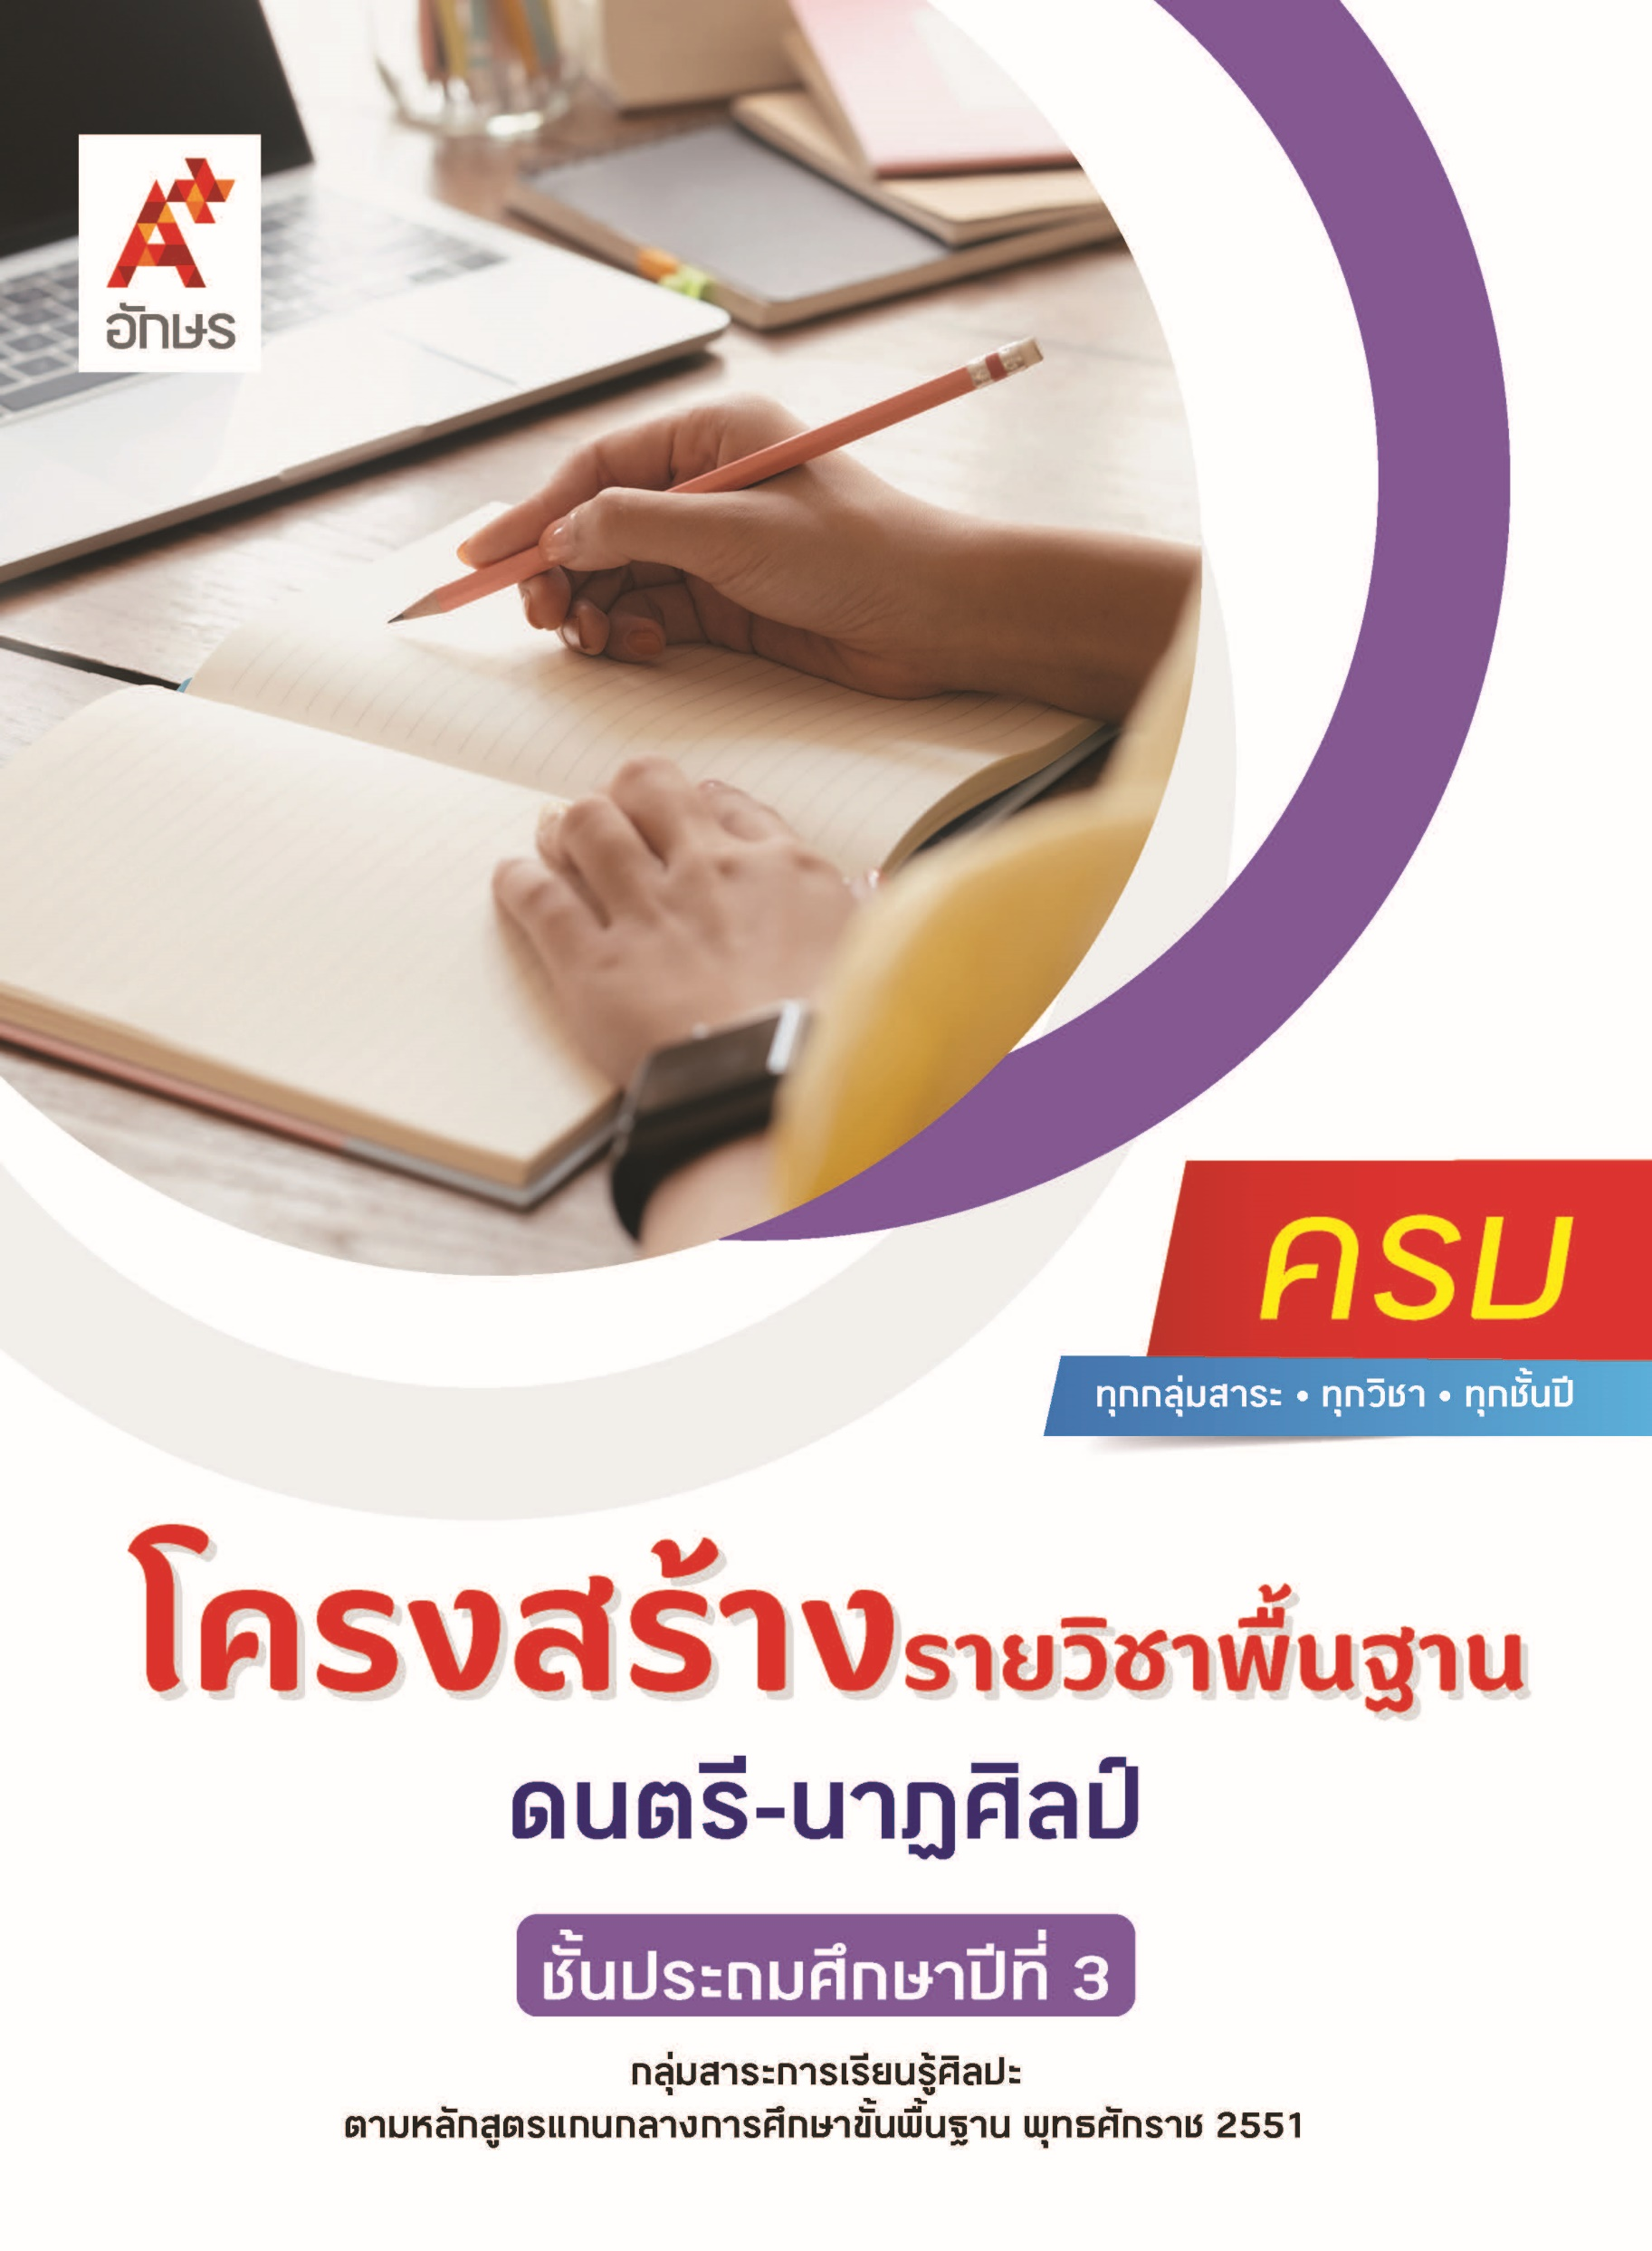 อักษร
ครบ
ทุกกลุ่มสาระ • ทุกวิชา • ทุกชั้นปี
โครงสร้างรายวิชาพื้นฐาน
ดนตรี-นาฏศิลป์
ชั้นประถมศึกษาปีที่ 3
กลุ่มสาระการเรียนรู้ศิลปะ
ตามหลักสูตรแกนกลางการศึกษาขั้นพื้นฐาน พุทธศักราช 2551